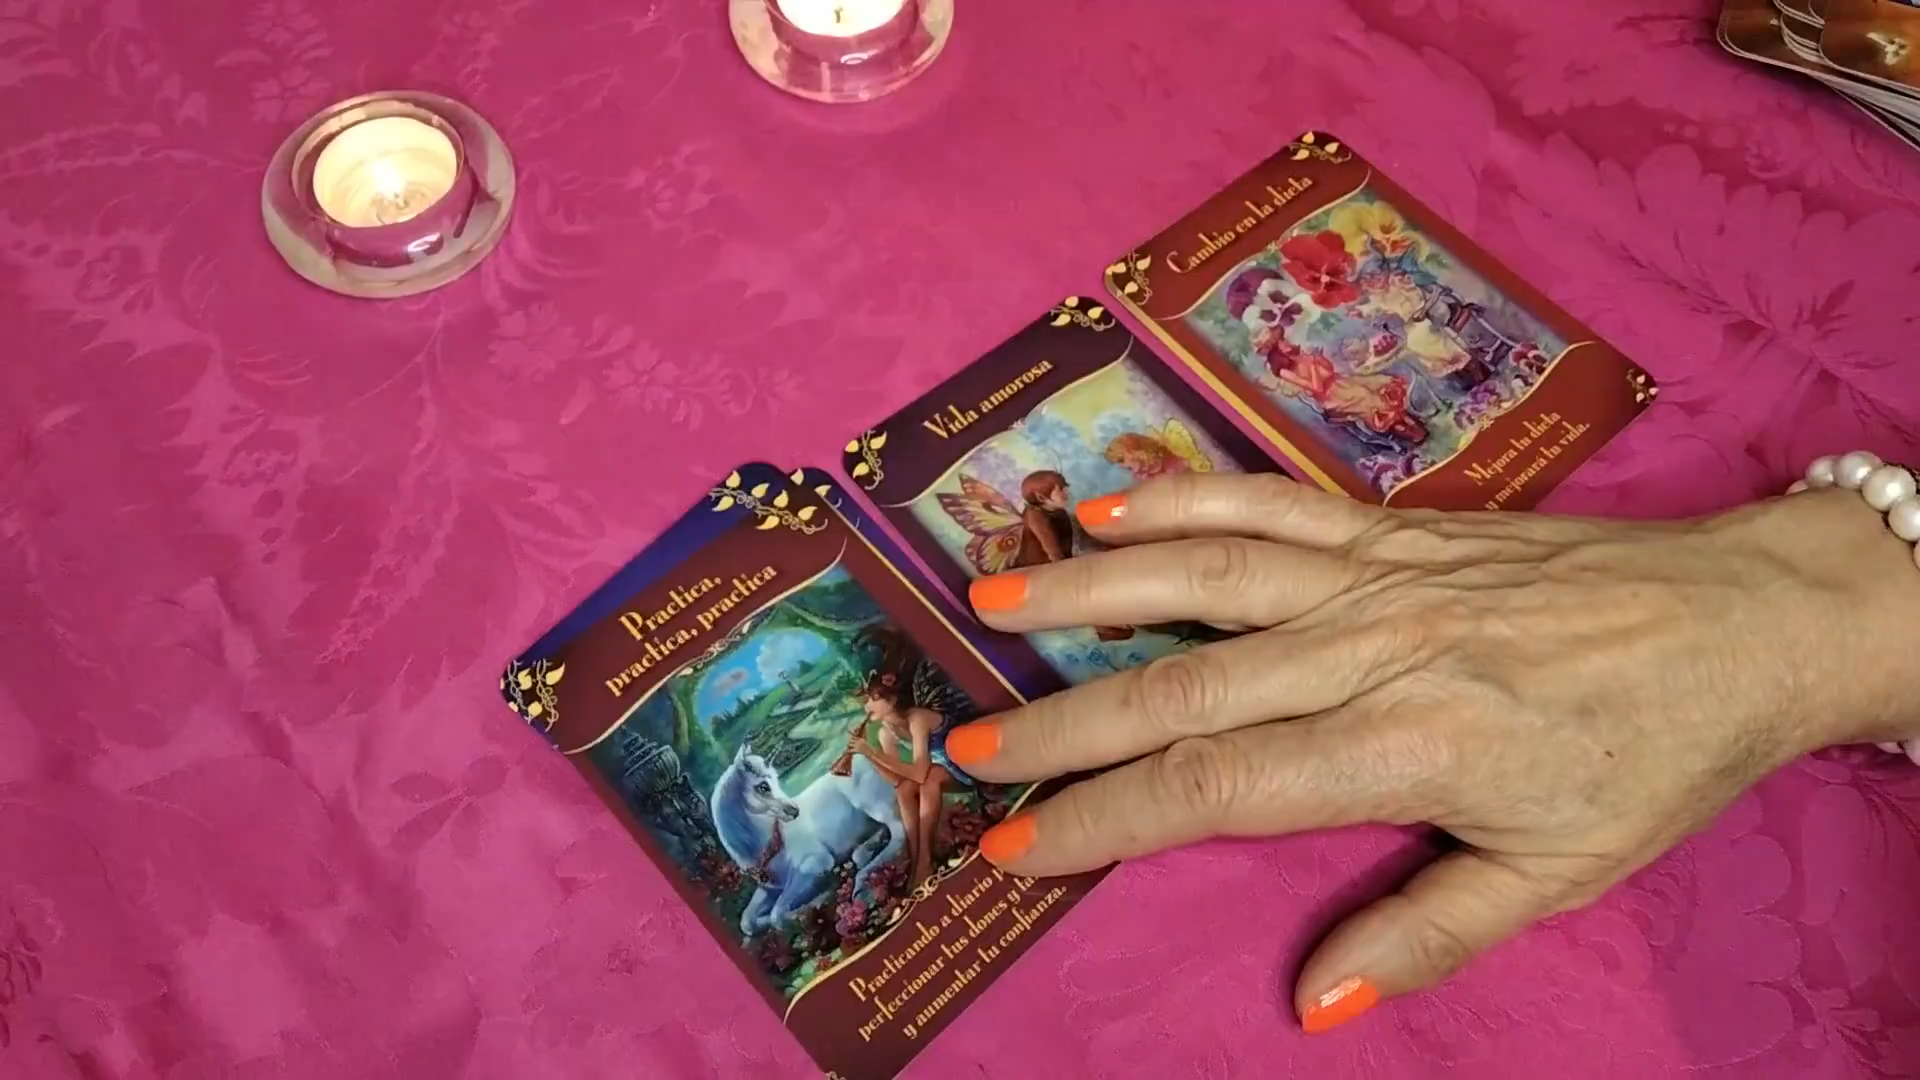 Practica,
practica, practica
Practicando a diario
perfeccionar tus dones y
y aumentar tu confianza.
Vida amorosa
Cambio en la dieta
Mejora tu dieta
y mejorará tu vida.